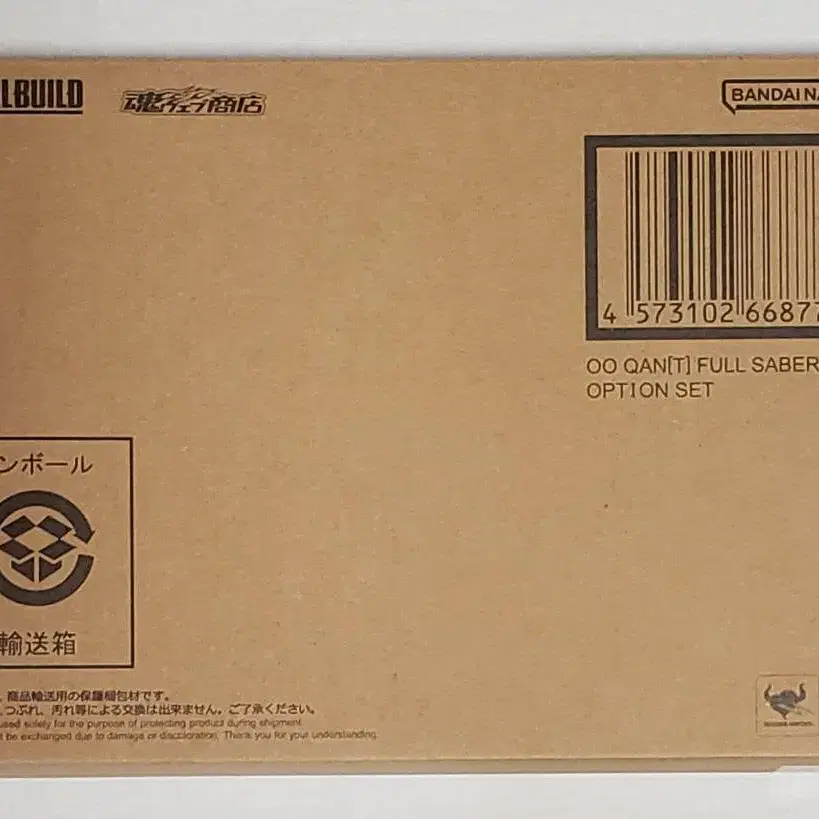 LBUILD
魂ウェブ商店
BANDAI NA
4 573102 66877
OO QAN[T] FULL SABER
OPTION SET
ンボール
輸送箱
、商品輸送用の保護梱包材です。
つぶれ、汚れ等による交換は出来ません。ご了承ください。
used solely for the purpose of protecting product during shipment.
t be exchanged due to damage or discoloration. Thank you for your understanding.